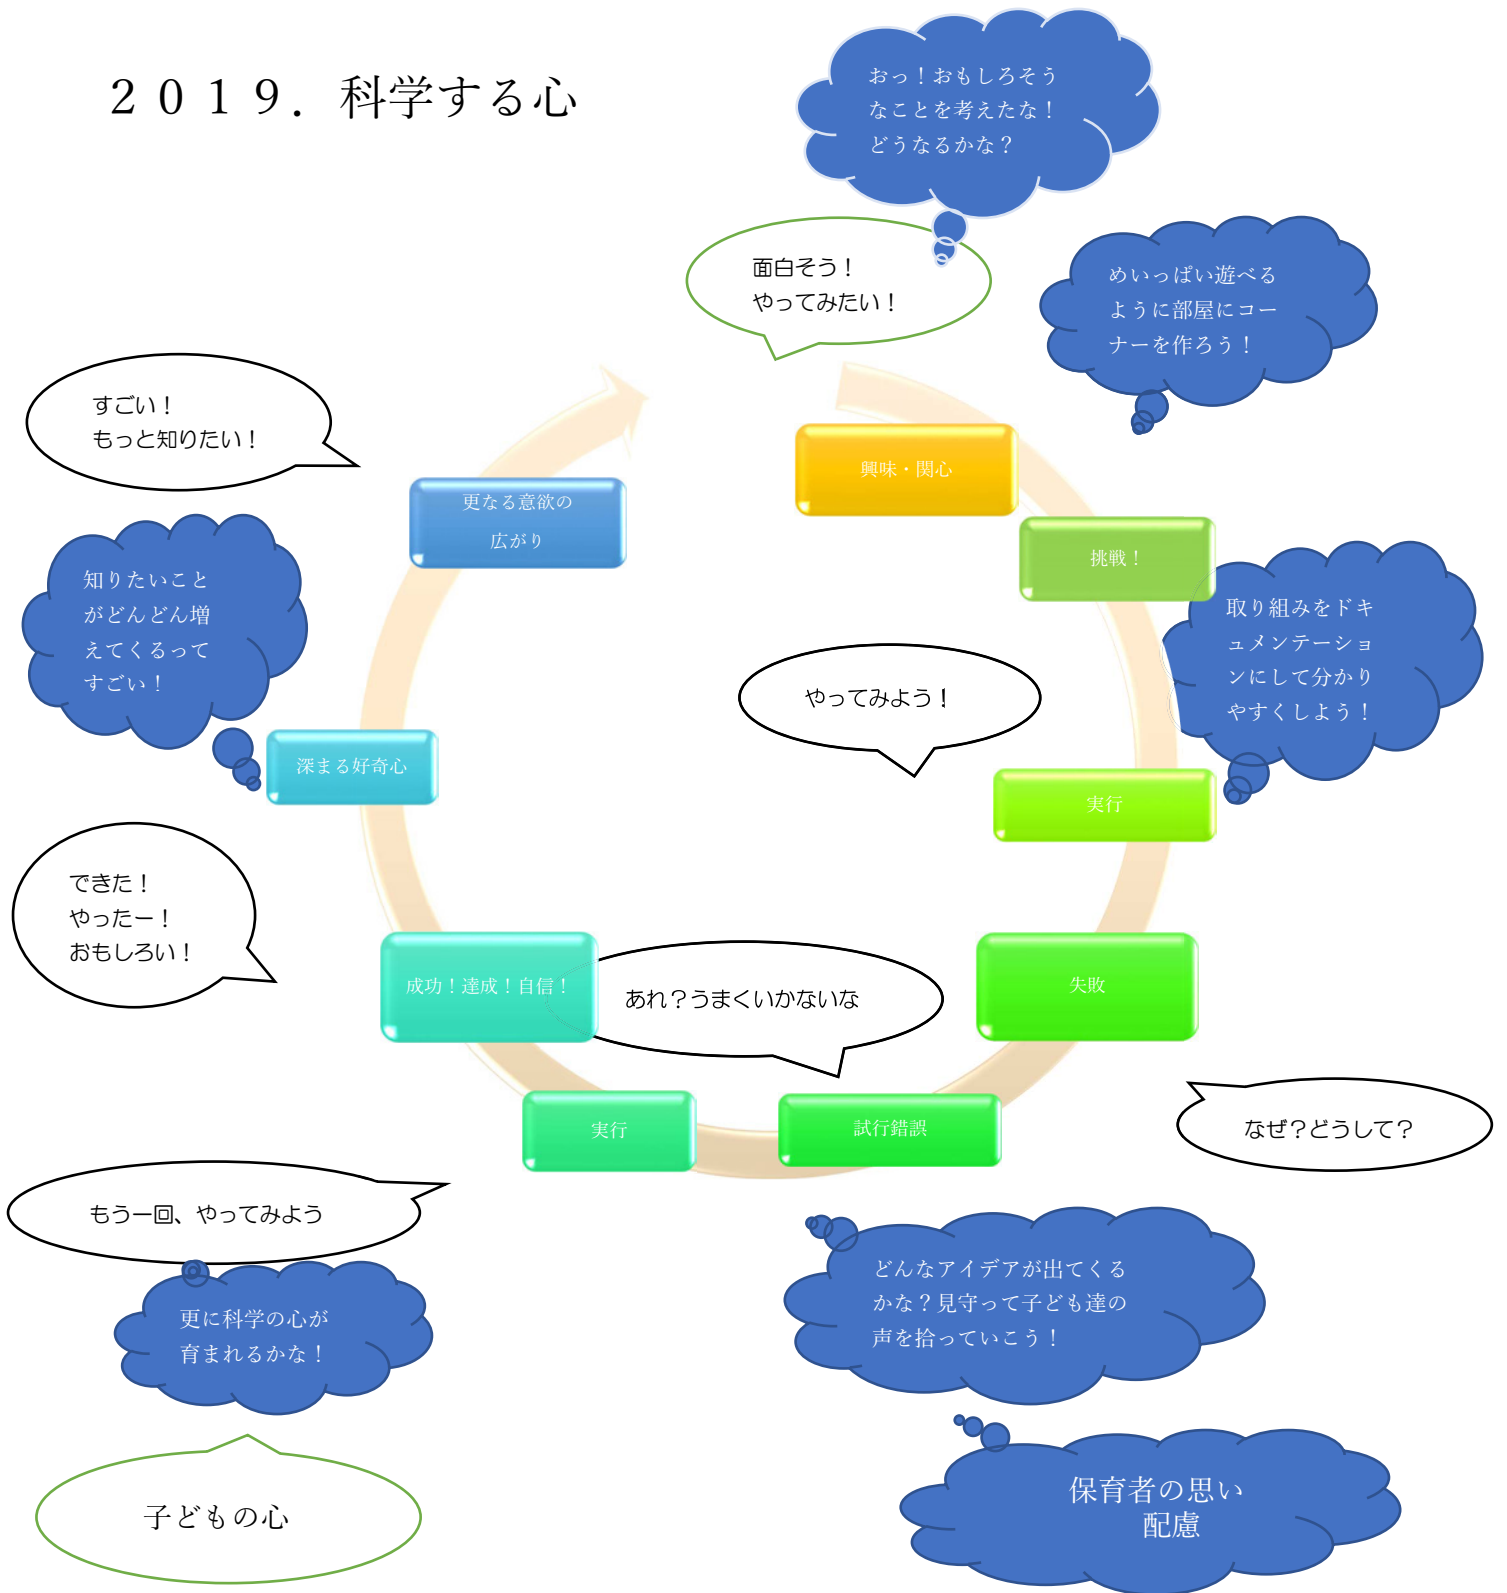 ２０１９．科学する心
おっ！おもしろそう
なことを考えたな！
どうなるかな？
面白そう！
やってみたい！
めいっぱい遊べる
ように部屋にコー
ナーを作ろう！
すごい！
もっと知りたい！
興味・関心
更なる意欲の
広がり
挑戦！
知りたいこと
がどんどん増
えてくるって
すごい！
取り組みをドキ
ュメンテーショ
ンにして分かり
やすくしよう！
やってみよう！
深まる好奇心
実行
できた！
やったー！
おもしろい！
成功！達成！自信！
あれ？うまくいかないな
失敗
実行
試行錯誤
なぜ？どうして？
もう一回、やってみよう
どんなアイデアが出てくる
かな？見守って子ども達の
声を拾っていこう！
更に科学の心が
育まれるかな！
子どもの心
保育者の思い
配慮